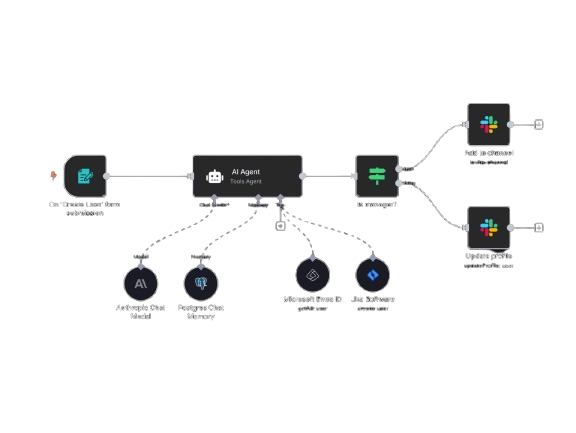 On "Create User" form
submission
AI Agent
Tools Agent
Chat Model*
Memory
Tool
Is manager?
true
false
Add to channel
invite: channel
Update profile
updateProfile: user
Model
Memory
Anthropic Chat
Model
Postgres Chat
Memory
Microsoft Entra ID
getAll: user
Jira Software
create: user